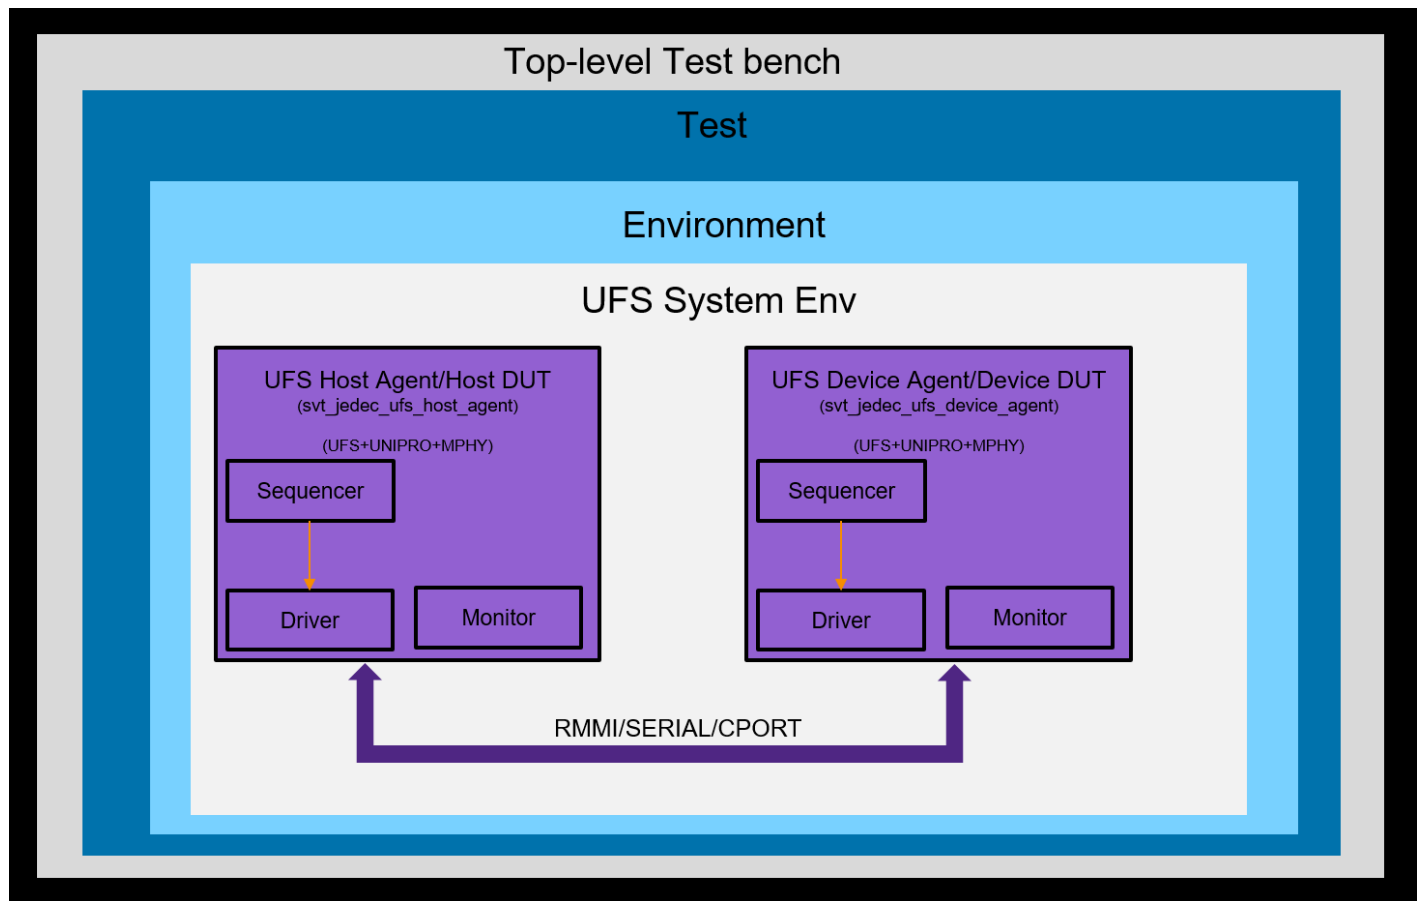 Top-level Test bench
Test
Environment
UFS System Env
UFS Host Agent/Host DUT
(svt_jedec_ufs_host_agent)
(UFS+UNIPRO+MPHY)
Sequencer
Driver
Monitor
UFS Device Agent/Device DUT
(svt_jedec_ufs_device_agent)
(UFS+UNIPRO+MPHY)
Sequencer
Driver
Monitor
RMMI/SERIAL/CPORT